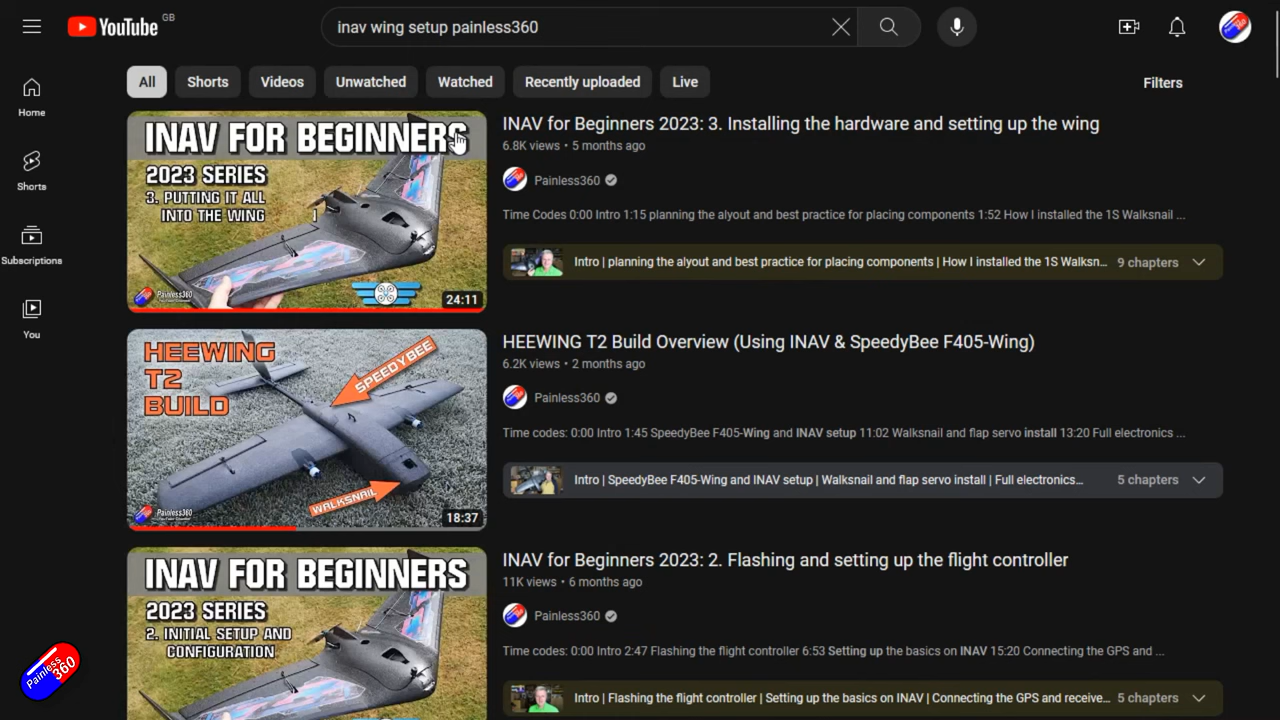 YouTube GB
inav wing setup painless360
Home
Shorts
Subscriptions
You
All
Shorts
Videos
Unwatched
Watched
Recently uploaded
Live
Filters
INAV FOR BEGINNERS
2023 SERIES
3. PUTTING IT ALL
INTO THE WING
Painless360
24:11
INAV for Beginners 2023: 3. Installing the hardware and setting up the wing
6.8K views • 5 months ago
Painless360
Time Codes 0:00 Intro 1:15 planning the alyout and best practice for placing components 1:52 How I installed the 1S Walksnail ...
Intro | planning the alyout and best practice for placing components | How I installed the 1S Walksn...
9 chapters
HEEWING
T2
BUILD
SPEEDYBEE
WALKSNAIL
Painless360
18:37
HEEWING T2 Build Overview (Using INAV & SpeedyBee F405-Wing)
6.2K views • 2 months ago
Painless360
Time codes: 0:00 Intro 1:45 SpeedyBee F405-Wing and INAV setup 11:02 Walksnail and flap servo install 13:20 Full electronics ...
Intro | SpeedyBee F405-Wing and INAV setup | Walksnail and flap servo install | Full electronics...
5 chapters
INAV FOR BEGINNERS
2023 SERIES
2. INITIAL SETUP AND
CONFIGURATION
INAV for Beginners 2023: 2. Flashing and setting up the flight controller
11K views • 6 months ago
Painless360
Time codes: 0:00 Intro 2:47 Flashing the flight controller 6:53 Setting up the basics on INAV 15:20 Connecting the GPS and ...
Intro | Flashing the flight controller | Setting up the basics on INAV | Connecting the GPS and receive...
5 chapters
Painless
360